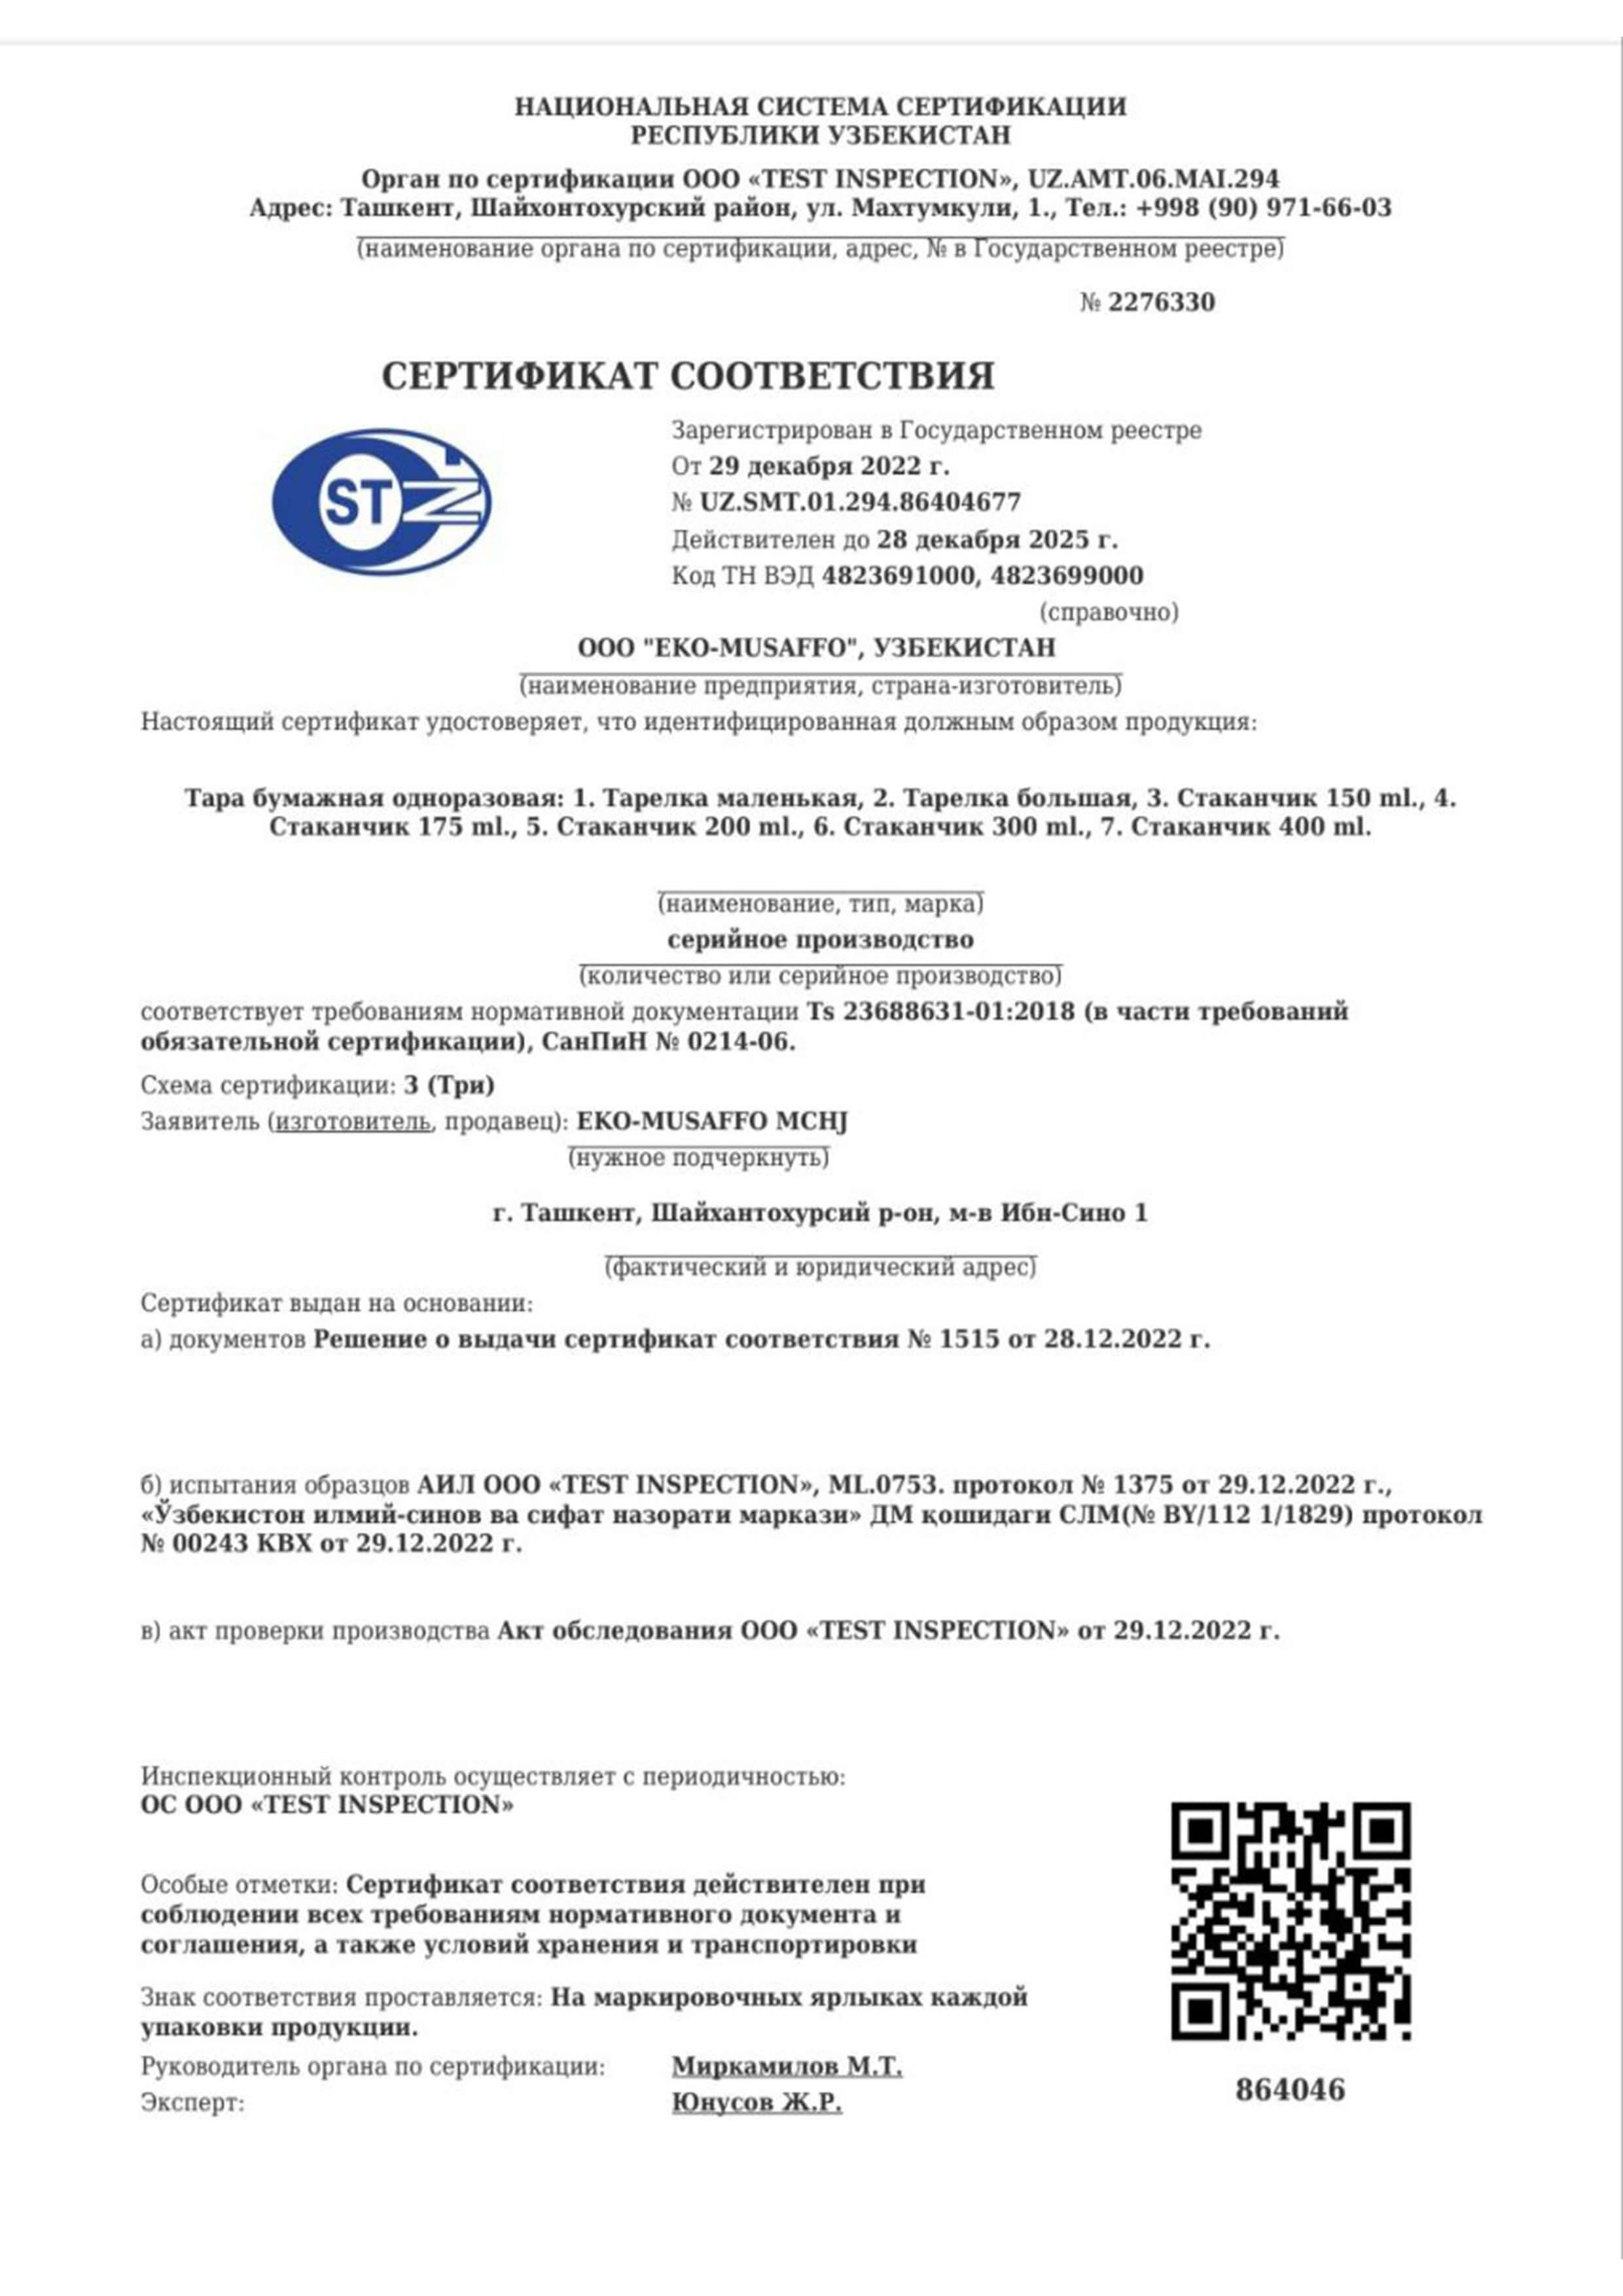 НАЦИОНАЛЬНАЯ СИСТЕМА СЕРТИФИКАЦИИ
РЕСПУБЛИКИ УЗБЕКИСТАН
Орган по сертификации ООО «TEST INSPECTION», UZ.AMT.06.MAI.294
Адрес: Ташкент, Шайхонтохурский район, ул. Махтумкули, 1., Тел.: +998 (90) 971-66-03
(наименование органа по сертификации, адрес, № в Государственном реестре)
№ 2276330
СЕРТИФИКАТ СООТВЕТСТВИЯ
ST
Зарегистрирован в Государственном реестре
От 29 декабря 2022 г.
№ UZ.SMT.01.294.86404677
Действителен до 28 декабря 2025 г.
Код ТН ВЭД 4823691000, 4823699000
(справочно)
ООО "EKO-MUSAFFO", УЗБЕКИСТАН
(наименование предприятия, страна-изготовитель)
Настоящий сертификат удостоверяет, что идентифицированная должным образом продукция:
Тара бумажная одноразовая: 1. Тарелка маленькая, 2. Тарелка большая, 3. Стаканчик 150 ml., 4.
Стаканчик 175 ml., 5. Стаканчик 200 ml., 6. Стаканчик 300 ml., 7. Стаканчик 400 ml.
(наименование, тип, марка)
серийное производство
(количество или серийное производство)
соответствует требованиям нормативной документации Ts 23688631-01:2018 (в части требований
обязательной сертификации), СанПиН № 0214-06.
Схема сертификации: 3 (Три)
Заявитель (изготовитель, продавец): EKO-MUSAFFO MCHJ
(нужное подчеркнуть)
г. Ташкент, Шайхантохурсий р-он, м-в Ибн-Сино 1
(фактический и юридический адрес)
Сертификат выдан на основании:
а) документов Решение о выдачи сертификат соответствия № 1515 от 28.12.2022 г.
б) испытания образцов АИЛ ООО «TEST INSPECTION», ML.0753. протокол № 1375 от 29.12.2022 г.,
«Ўзбекистон илмий-синов ва сифат назорати маркази» ДМ қошидаги СЛМ(№ BY/112 1/1829) протокол
№ 00243 КВХ от 29.12.2022 г.
в) акт проверки производства Акт обследования ООО «TEST INSPECTION» от 29.12.2022 г.
Инспекционный контроль осуществляет с периодичностью:
ОС ООО «TEST INSPECTION»
Особые отметки: Сертификат соответствия действителен при
соблюдении всех требованиям нормативного документа и
соглашения, а также условий хранения и транспортировки
Знак соответствия проставляется: На маркировочных ярлыках каждой
упаковки продукции.
Руководитель органа по сертификации: Миркамилов М.Т.
Эксперт: Юнусов Ж.Р.
864046